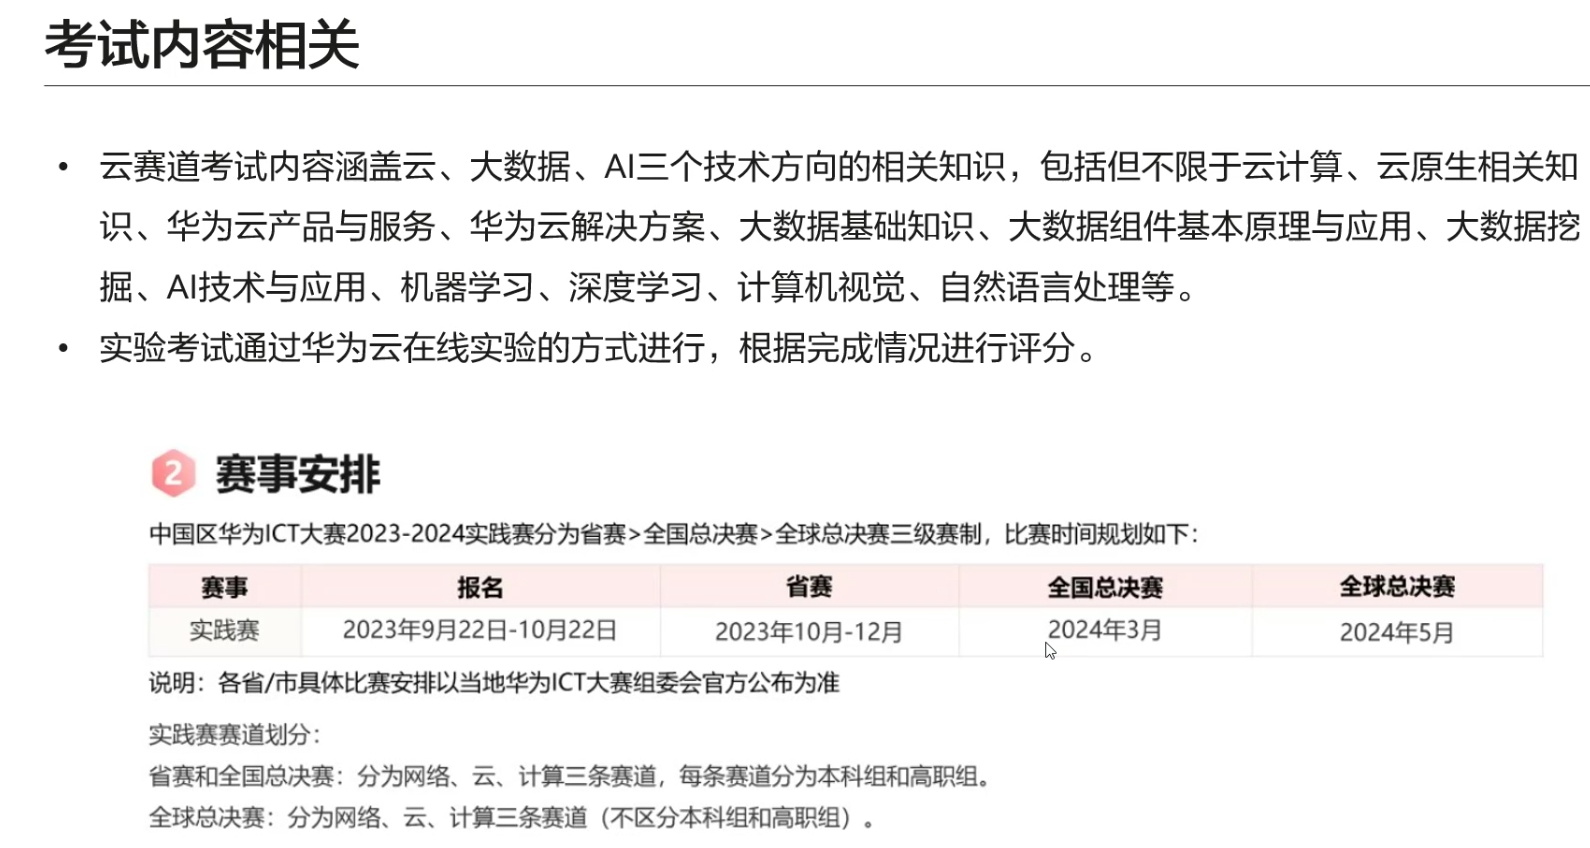 考试内容相关
• 云赛道考试内容涵盖云、大数据、AI三个技术方向的相关知识，包括但不限于云计算、云原生相关知
识、华为云产品与服务、华为云解决方案、大数据基础知识、大数据组件基本原理与应用、大数据挖
掘、AI技术与应用、机器学习、深度学习、计算机视觉、自然语言处理等。
• 实验考试通过华为云在线实验的方式进行，根据完成情况进行评分。
2 赛事安排
中国区华为ICT大赛2023-2024实践赛分为省赛>全国总决赛>全球总决赛三级赛制，比赛时间规划如下：
赛事 报名 省赛 全国总决赛 全球总决赛
实践赛 2023年9月22日-10月22日 2023年10月-12月 2024年3月 2024年5月
说明：各省/市具体比赛安排以当地华为ICT大赛组委会官方公布为准
实践赛赛道划分：
省赛和全国总决赛：分为网络、云、计算三条赛道，每条赛道分为本科组和高职组。
全球总决赛：分为网络、云、计算三条赛道（不区分本科组和高职组）。